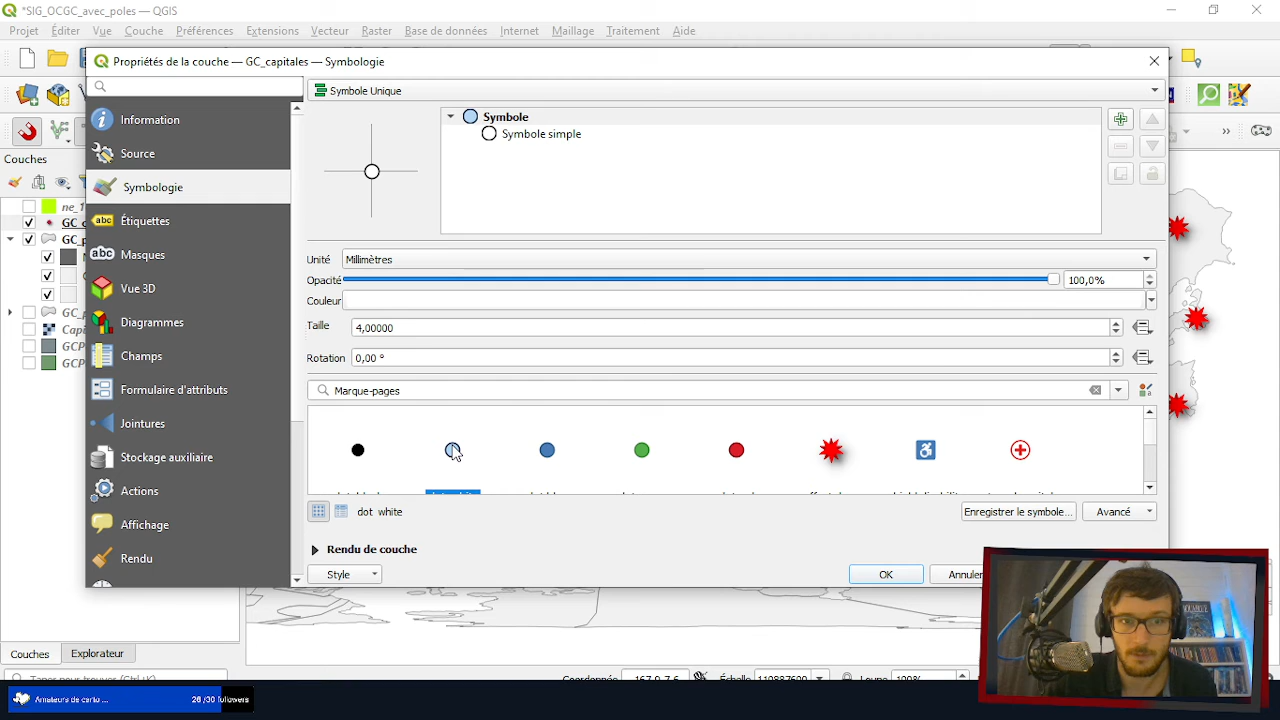 *SIG_OCGC_avec_poles — QGIS
Projet Éditer Vue Couche Préférences Extensions Vecteur Raster Base de données Internet Maillage Traitement Aide
Propriétés de la couche — GC_capitales — Symbologie
Symbole Unique
Information
Source
Symbologie
Étiquettes
Masques
Vue 3D
Diagrammes
Champs
Formulaire d'attributs
Jointures
Stockage auxiliaire
Actions
Affichage
Rendu
Symbole
Symbole simple
Unité Millimètres
Opacité 100,0%
Couleur
Taille 4,00000
Rotation 0,00 °
Marque-pages
dot white
Enregistrer le symbole... Avancé
Rendu de couche
Style OK Annuler
Couches
Couches Explorateur
Amateurs de carto ... 26 /30 followers